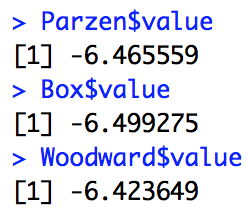 > Parzen$value
[1] -6.465559
> Box$value
[1] -6.499275
> Woodward$value
[1] -6.423649